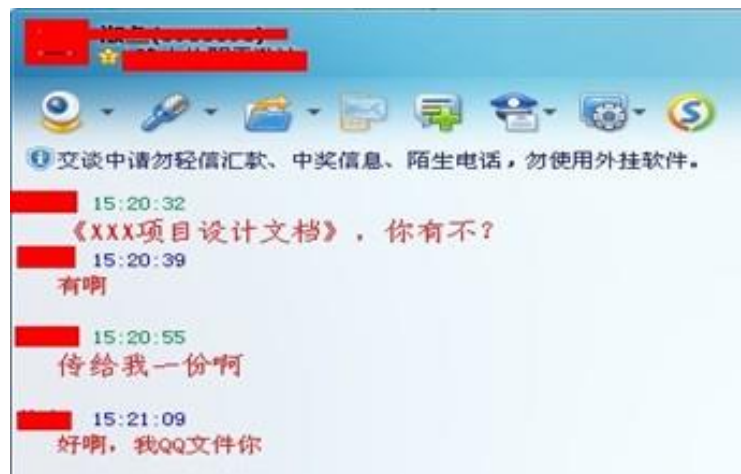 交谈中请勿轻信汇款、中奖信息、陌生电话，勿使用外挂软件。
15:20:32
《XXX项目设计文档》，你有不？
15:20:39
有啊
15:20:55
传给我一份啊
15:21:09
好啊，我QQ文件你